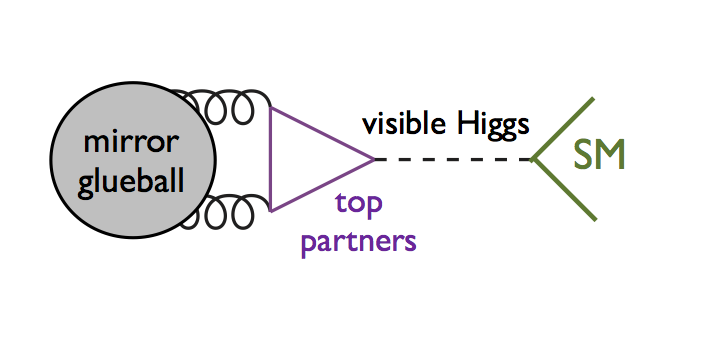 mirror
glueball
visible Higgs
SM
top
partners